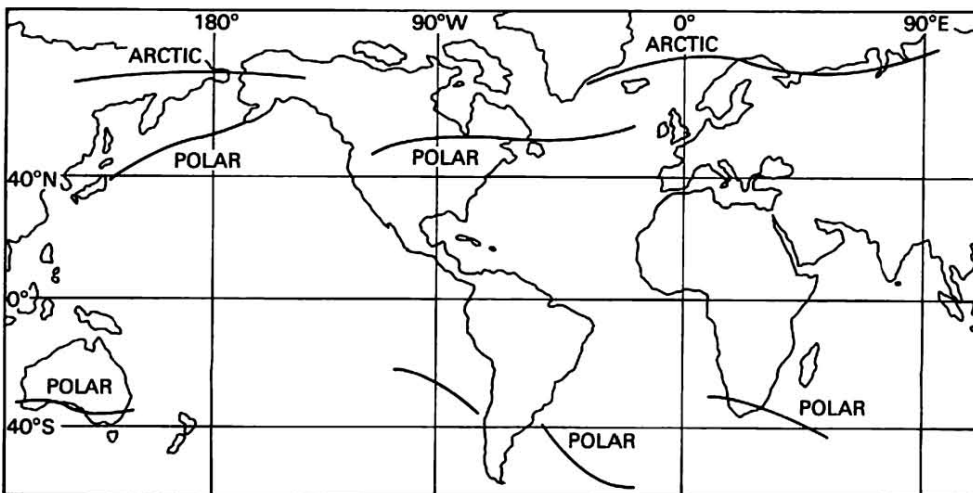 180° 90°W 0° 90°E
ARCTIC ARCTIC
POLAR POLAR
40°N
0°
POLAR
POLAR
40°S
POLAR